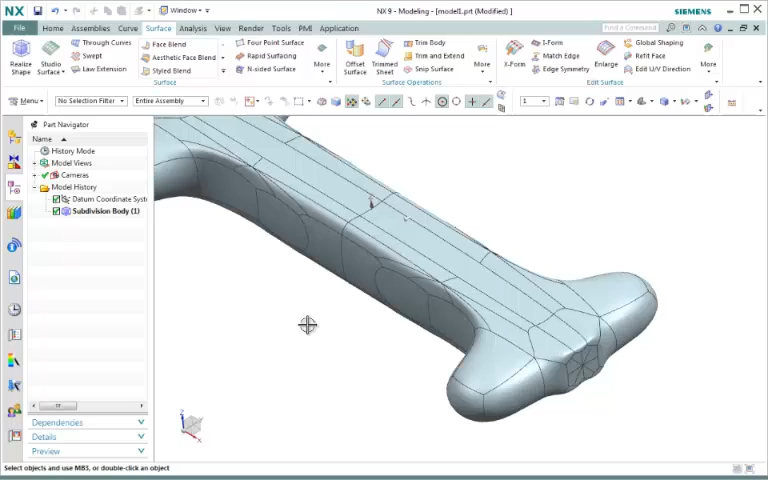 NX
Window
NX 9 - Modeling - [model1.prt (Modified) ]
SIEMENS
File
Home
Assemblies
Curve
Surface
Analysis
View
Render
Tools
PMI
Application
Find a Command
Realize Shape
Studio Surface
Through Curves
Swept
Law Extension
Face Blend
Aesthetic Face Blend
Styled Blend
Four Point Surface
Rapid Surfacing
N-sided Surface
More
Surface
Offset Surface
Trimmed Sheet
Trim Body
Trim and Extend
Snip Surface
More
Surface Operations
X-Form
I-Form
Match Edge
Edge Symmetry
Enlarge
Global Shaping
Refit Face
Edit U/V Direction
More
Edit Surface
Menu
No Selection Filter
Entire Assembly
1
Part Navigator
Name
History Mode
Model Views
Cameras
Model History
Datum Coordinate Syst
Subdivision Body (1)
Dependencies
Details
Preview
Z
X
Select objects and use MB3, or double-click an object